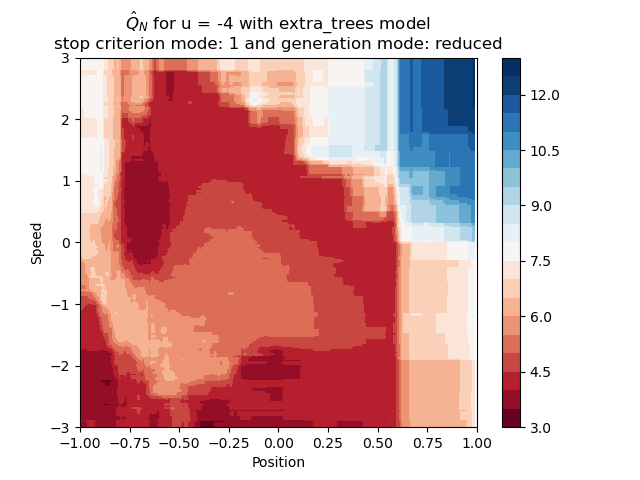 $\hat{Q}_N$ for u = -4 with extra_trees model
stop criterion mode: 1 and generation mode: reduced
3
2
1
0
−1
−2
−3
Speed
−1.00 −0.75 −0.50 −0.25 0.00 0.25 0.50 0.75 1.00
Position
12.0
10.5
9.0
7.5
6.0
4.5
3.0